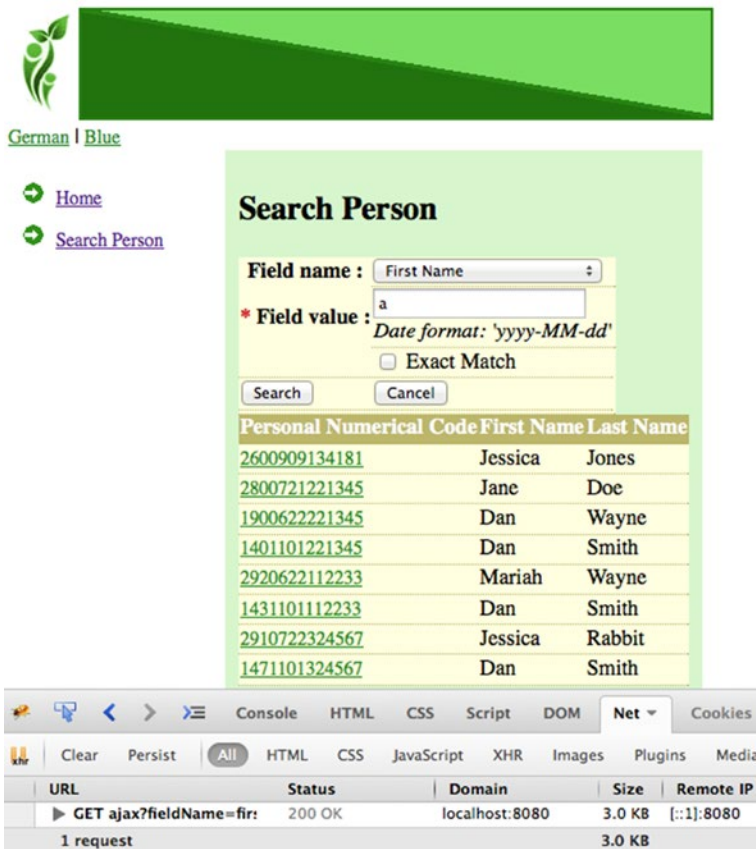 German | Blue
Home
Search Person
Search Person
Field name : First Name
* Field value : a
Date format: 'yyyy-MM-dd'
Exact Match
Search Cancel
Personal Numerical Code First Name Last Name
2600909134181 Jessica Jones
2800721221345 Jane Doe
1900622221345 Dan Wayne
1401101221345 Dan Smith
2920622112233 Mariah Wayne
1431101112233 Dan Smith
2910722324567 Jessica Rabbit
1471101324567 Dan Smith
Console HTML CSS Script DOM Net Cookies
xhr Clear Persist All HTML CSS JavaScript XHR Images Plugins Media
URL Status Domain Size Remote IP
GET ajax?fieldName=firs 200 OK localhost:8080 3.0 KB [::1]:8080
1 request 3.0 KB